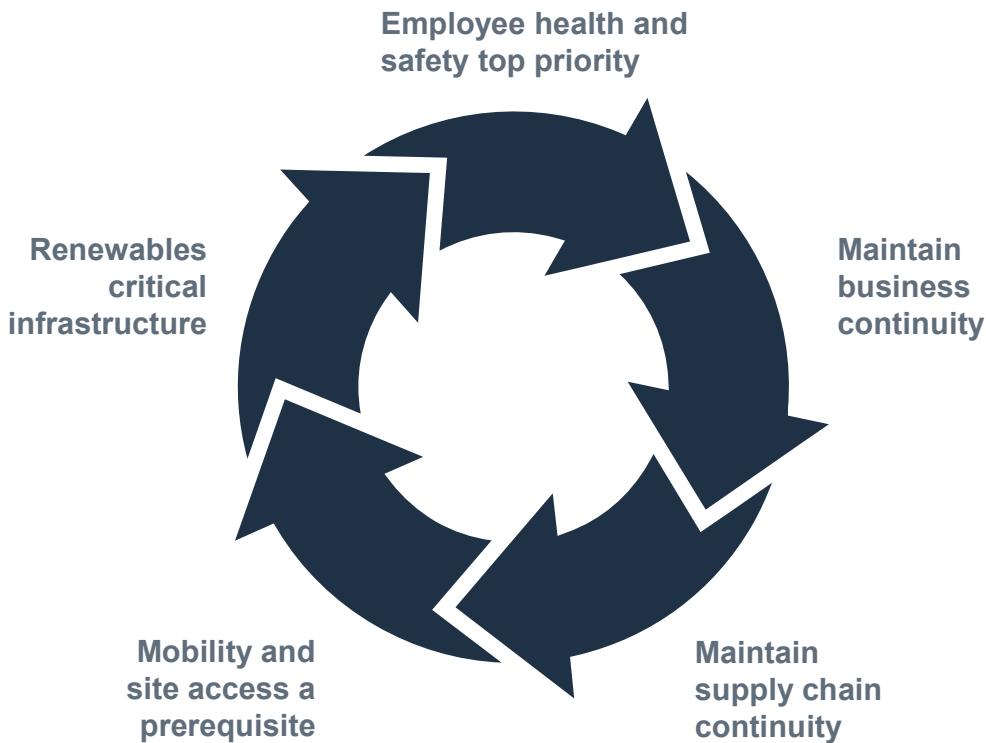 Employee health and
safety top priority
Maintain
business
continuity
Maintain
supply chain
continuity
Mobility and
site access a
prerequisite
Renewables
critical
infrastructure